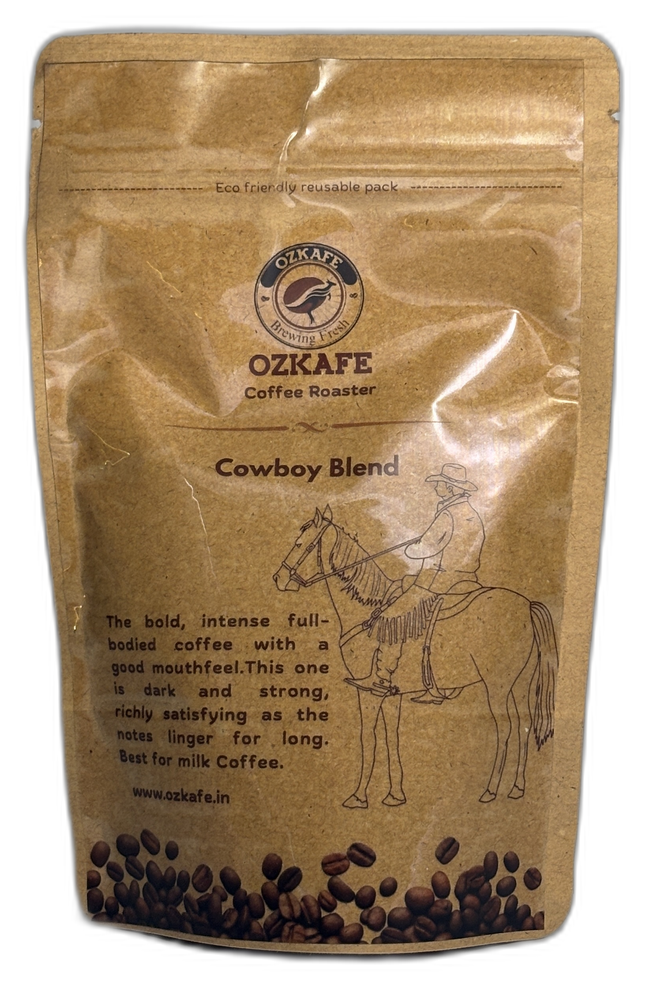 Eco friendly reusable pack
OZKAFE
Brewing Fresh
OZKAFE
Coffee Roaster
Cowboy Blend
The bold, intense full-
bodied coffee with a
good mouthfeel.This one
is dark and strong,
richly satisfying as the
notes linger for long.
Best for milk Coffee.
www.ozkafe.in